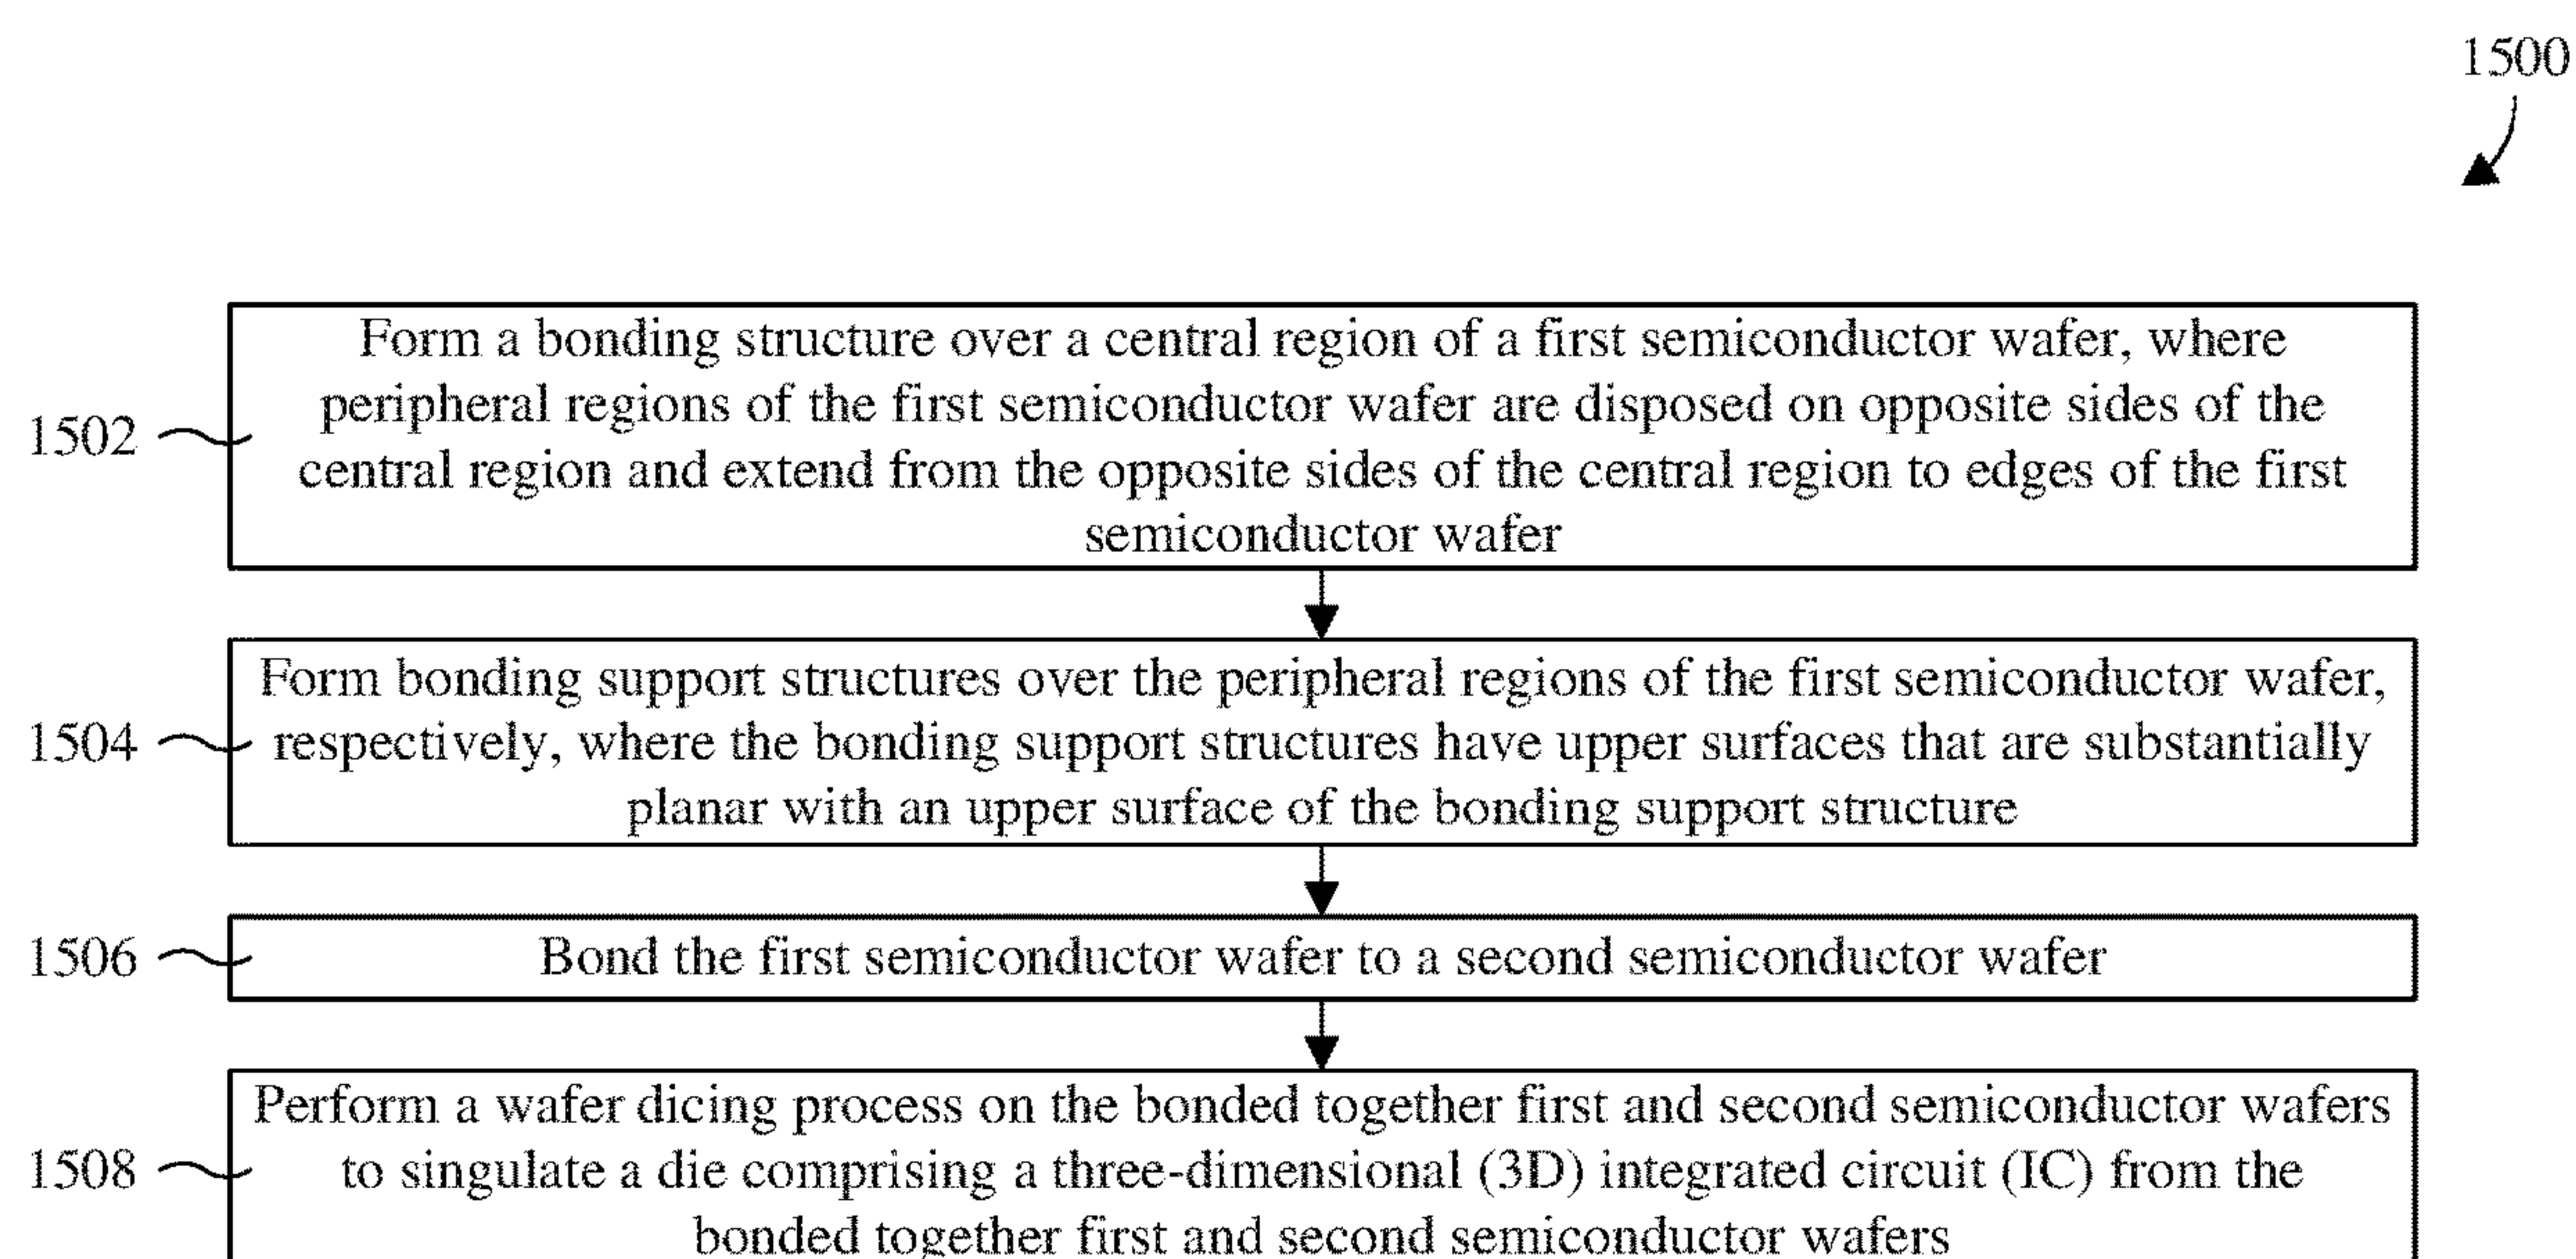 1500
Form a bonding structure over a central region of a first semiconductor wafer, where
peripheral regions of the first semiconductor wafer are disposed on opposite sides of the
1502
central region and extend from the opposite sides of the central region to edges of the first
semiconductor wafer
Form bonding support structures over the peripheral regions of the first semiconductor wafer,
1504
respectively, where the bonding support structures have upper surfaces that are substantially
planar with an upper surface of the bonding support structure
1506
Bond the first semiconductor wafer to a second semiconductor wafer
Perform a wafer dicing process on the bonded together first and second semiconductor wafers
1508
to singulate a die comprising a three-dimensional (3D) integrated circuit (IC) from the
bonded together first and second semiconductor wafers